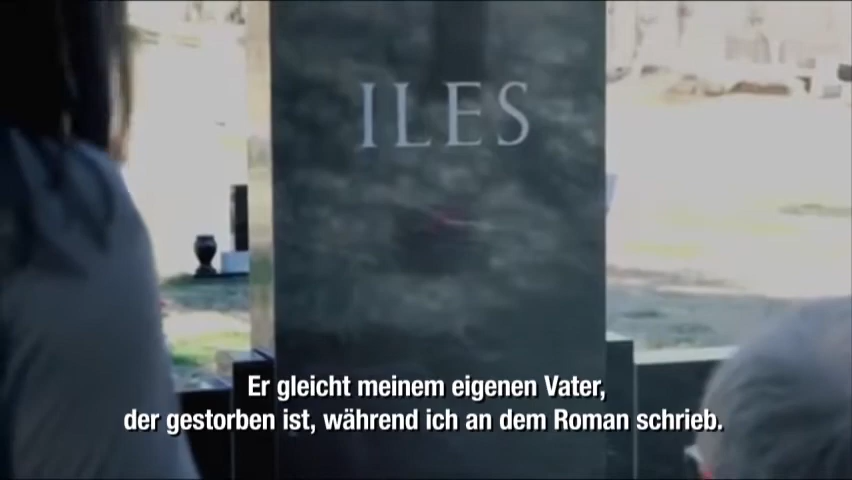 ILES
Er gleicht meinem eigenen Vater,
der gestorben ist, während ich an dem Roman schrieb.